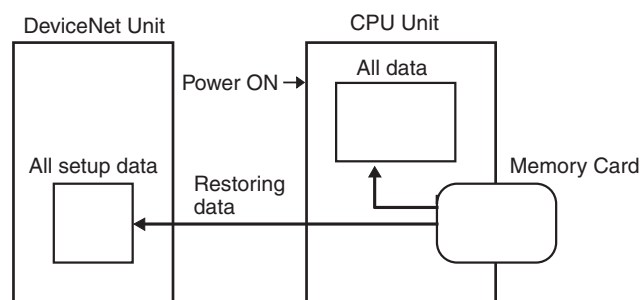 DeviceNet Unit
CPU Unit
Power ON
All data
All setup data
Restoring
data
Memory Card